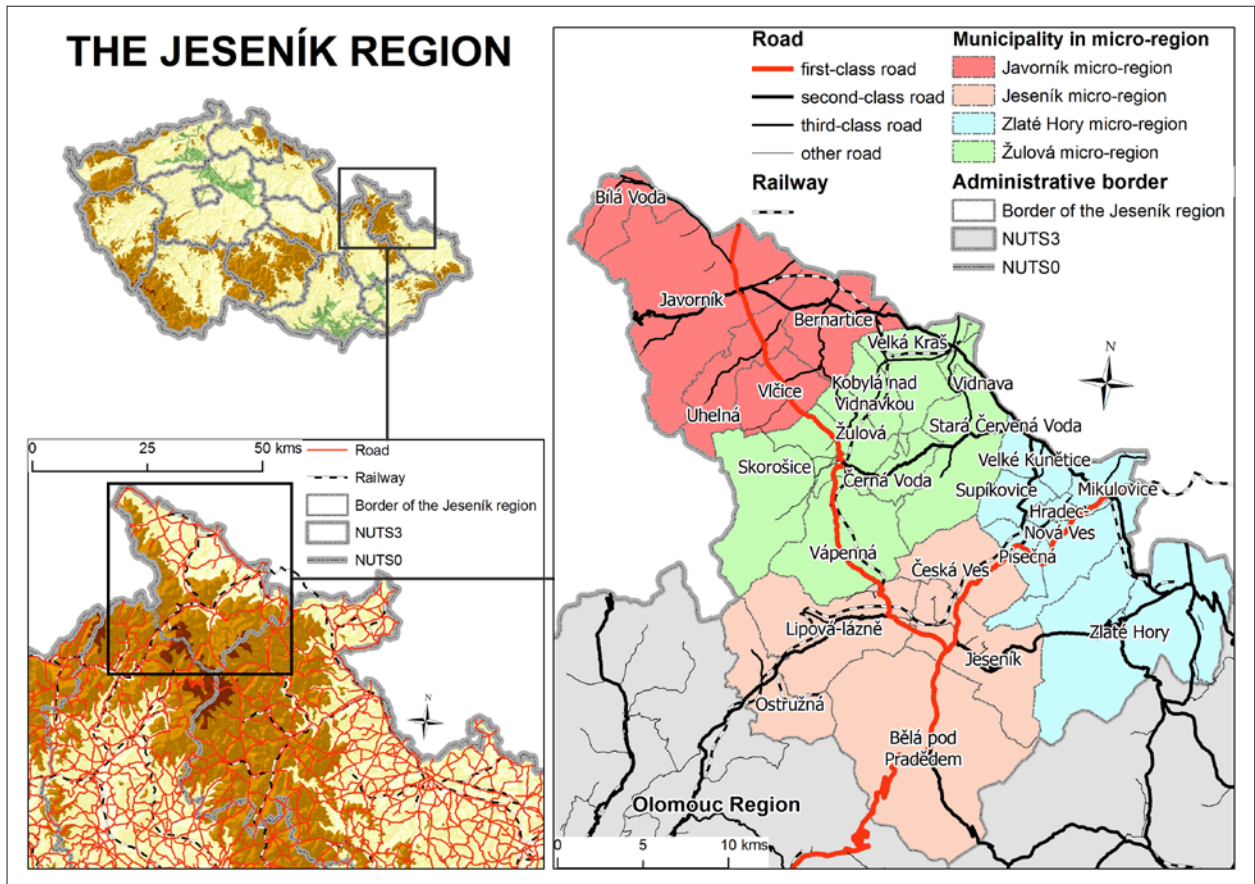 THE JESENÍK REGION
Road
first-class road
second-class road
third-class road
other road
Railway
Municipality in micro-region
Javorník micro-region
Jeseník micro-region
Zlaté Hory micro-region
Žulová micro-region
Administrative border
Border of the Jeseník region
NUTS3
NUTS0
Bílá Voda
Javorník
Bernartice
Velká Kraš
N
Vlčice
Kobylá nad
Vidnavkou
Vidnava
Uhelná
Žulová
Stará Červená Voda
Skorošice
Černá Voda
Velké Kunětice
Supíkovice
Mikulovice
Hradec-
Nová Ves
Písečná
Vápenná
Česká Ves
Lipová-lázně
Jeseník
Zlaté Hory
Ostružná
Bělá pod
Pradědem
Olomouc Region
0 5 10 kms
0 25 50 kms
Road
Railway
Border of the Jeseník region
NUTS3
NUTS0
N